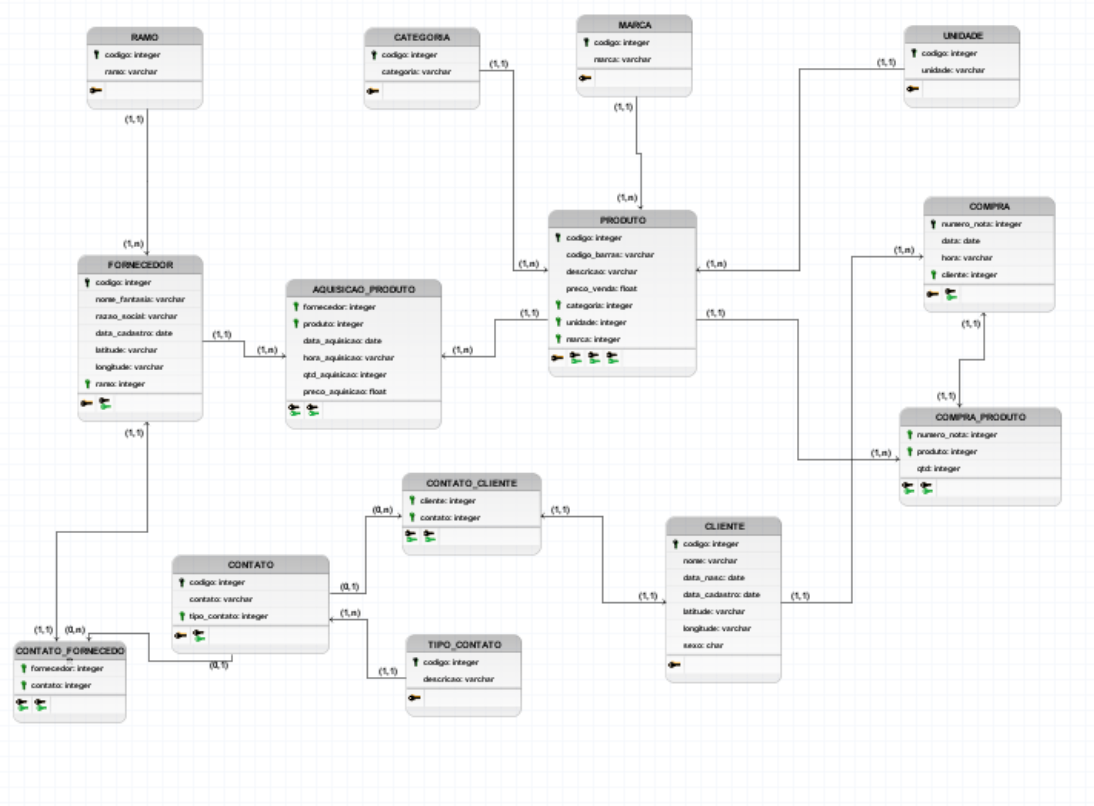 RAMO
codigo: integer
ramo: varchar
(1,1)
(1,n)
CATEGORIA
codigo: integer
categoria: varchar
(1,1)
(1,n)
MARCA
codigo: integer
marca: varchar
(1,1)
(1,n)
UNIDADE
codigo: integer
unidade: varchar
(1,1)
(1,n)
FORNECEDOR
codigo: integer
nome_fantasia: varchar
razao_social: varchar
data_cadastro: date
latitude: varchar
longitude: varchar
ramo: integer
(1,1)
(1,n)
(1,1)
AQUISICAO_PRODUTO
fornecedor: integer
produto: integer
data_aquisicao: date
hora_aquisicao: varchar
qtd_aquisicao: integer
preco_aquisicao: float
(1,n)
(1,1)
PRODUTO
codigo: integer
codigo_barras: varchar
descricao: varchar
preco_venda: float
categoria: integer
unidade: integer
marca: integer
(1,1)
(1,n)
COMPRA
numero_nota: integer
data: date
hora: varchar
cliente: integer
(1,n)
(1,1)
(1,1)
COMPRA_PRODUTO
numero_nota: integer
produto: integer
qtd: integer
CONTATO_CLIENTE
cliente: integer
contato: integer
(0,n)
(1,1)
CLIENTE
codigo: integer
nome: varchar
data_nasc: date
data_cadastro: date
latitude: varchar
longitude: varchar
sexo: char
(1,1)
(1,1)
CONTATO
codigo: integer
contato: varchar
tipo_contato: integer
(0,1)
(1,n)
(0,1)
TIPO_CONTATO
codigo: integer
descricao: varchar
(1,1)
(1,1)
(0,n)
CONTATO_FORNECEDO
fornecedor: integer
contato: integer